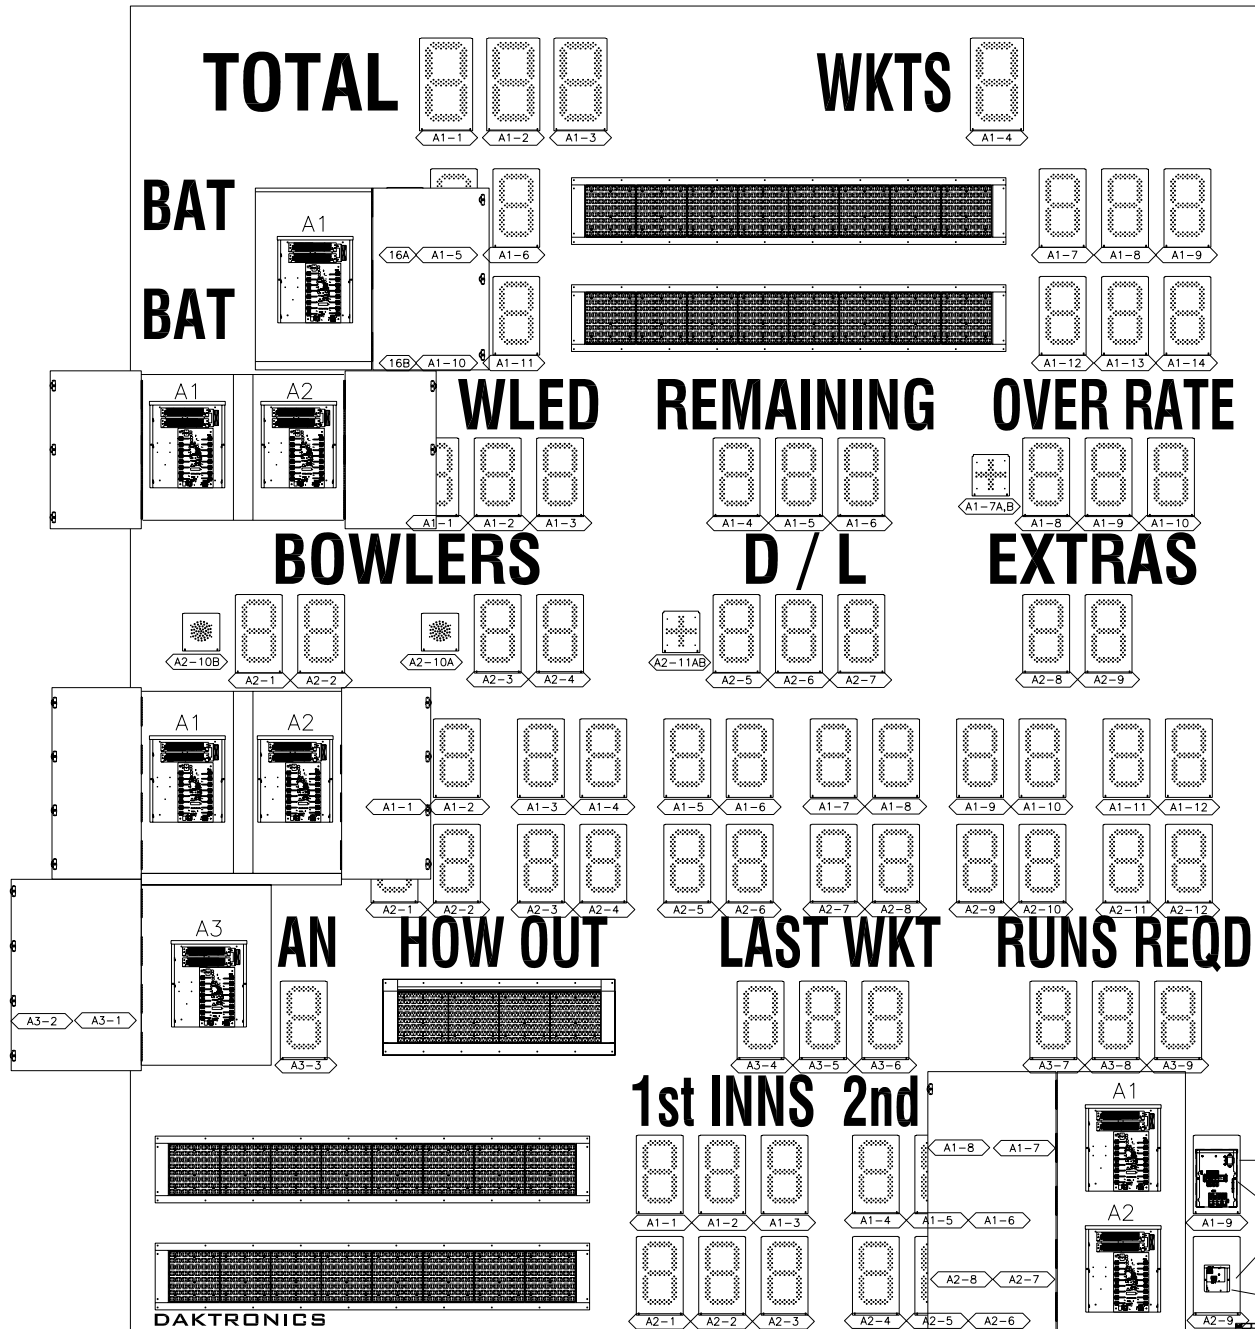 TOTAL WKTS
A1-1 A1-2 A1-3 A1-4
BAT
A1
16A A1-5 A1-6 A1-7 A1-8 A1-9
BAT
16B A1-10 A1-11 A1-12 A1-13 A1-14
A1 A2 WLED REMAINING OVER RATE
A1-7A,B
A1-1 A1-2 A1-3 A1-4 A1-5 A1-6 A1-8 A1-9 A1-10
BOWLERS D / L EXTRAS
A2-10B A2-10A A2-11AB
A2-1 A2-2 A2-3 A2-4 A2-5 A2-6 A2-7 A2-8 A2-9
A1 A2
A1-1 A1-2 A1-3 A1-4 A1-5 A1-6 A1-7 A1-8 A1-9 A1-10 A1-11 A1-12
A2-1 A2-2 A2-3 A2-4 A2-5 A2-6 A2-7 A2-8 A2-9 A2-10 A2-11 A2-12
A3 AN HOW OUT LAST WKT RUNS REQD
A3-2 A3-1
A3-3 A3-4 A3-5 A3-6 A3-7 A3-8 A3-9
1st INNS 2nd A1
A1-8 A1-7
A1-1 A1-2 A1-3 A1-4 A1-5 A1-6 A2 A1-9
A2-8 A2-7
DAKTRONICS A2-1 A2-2 A2-3 A2-4 A2-5 A2-6 A2-9